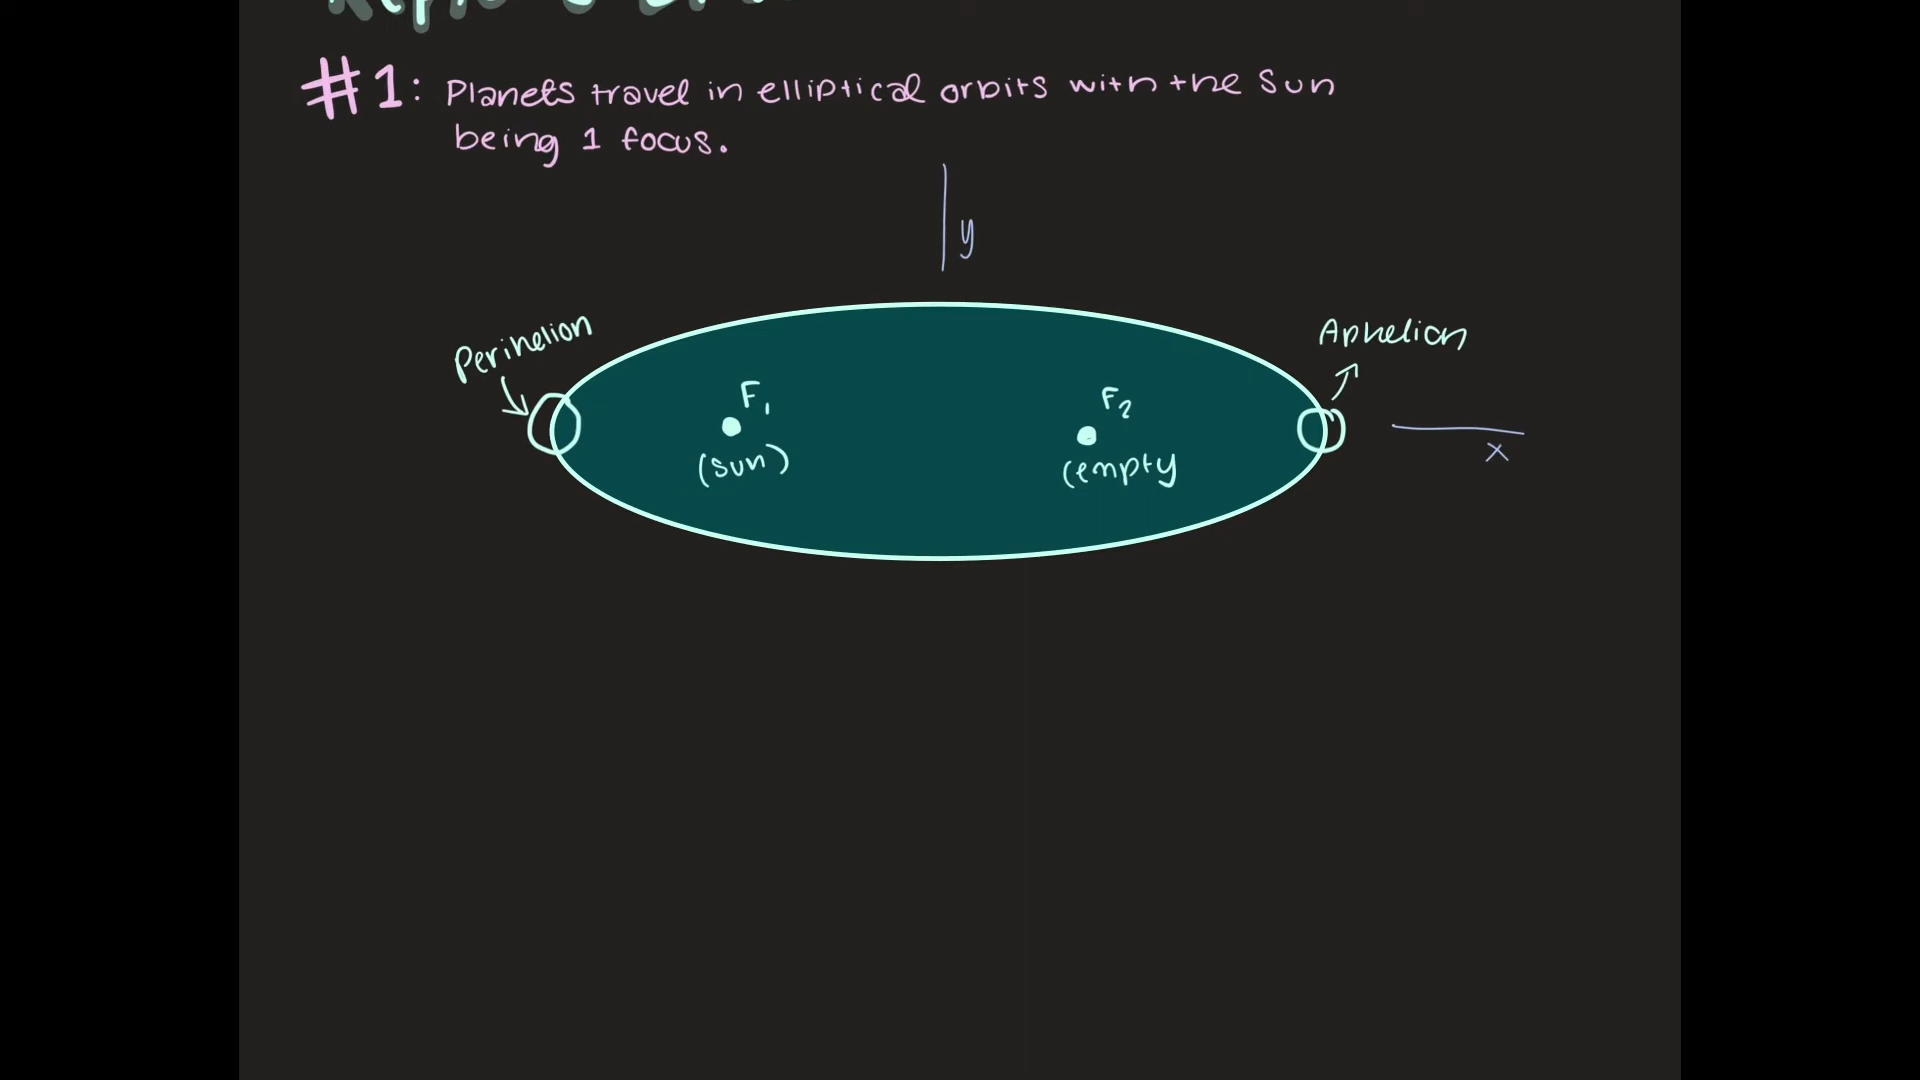 #1: Planets travel in elliptical orbits with the Sun
being 1 focus.
y
Perihelion
Aphelion
F1
(sun)
F2
(empty
x